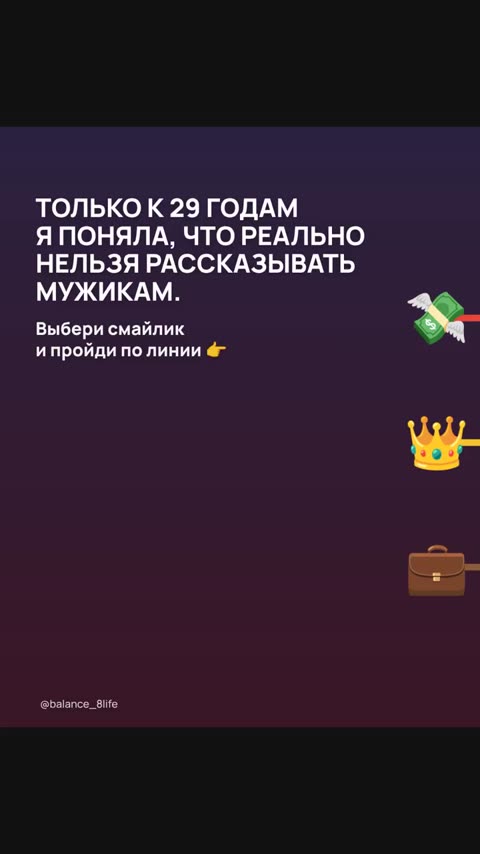 ТОЛЬКО К 29 ГОДАМ
Я ПОНЯЛА, ЧТО РЕАЛЬНО
НЕЛЬЗЯ РАССКАЗЫВАТЬ
МУЖИКАМ.
Выбери смайлик
и пройди по линии 👉
@balance_8life